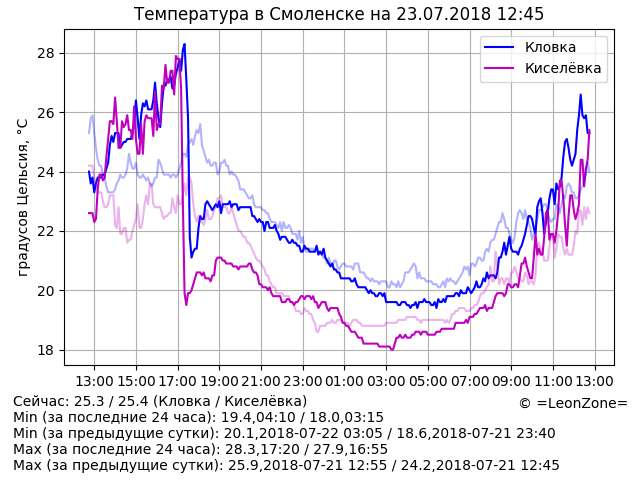 Температура в Смоленске на 23.07.2018 12:45
Кловка
Киселёвка
градусов Цельсия, °C
28
26
24
22
20
18
13:00 15:00 17:00 19:00 21:00 23:00 01:00 03:00 05:00 07:00 09:00 11:00 13:00
Сейчас: 25.3 / 25.4 (Кловка / Киселёвка)
© =LeonZone=
Min (за последние 24 часа): 19.4,04:10 / 18.0,03:15
Min (за предыдущие сутки): 20.1,2018-07-22 03:05 / 18.6,2018-07-21 23:40
Max (за последние 24 часа): 28.3,17:20 / 27.9,16:55
Max (за предыдущие сутки): 25.9,2018-07-21 12:55 / 24.2,2018-07-21 12:45